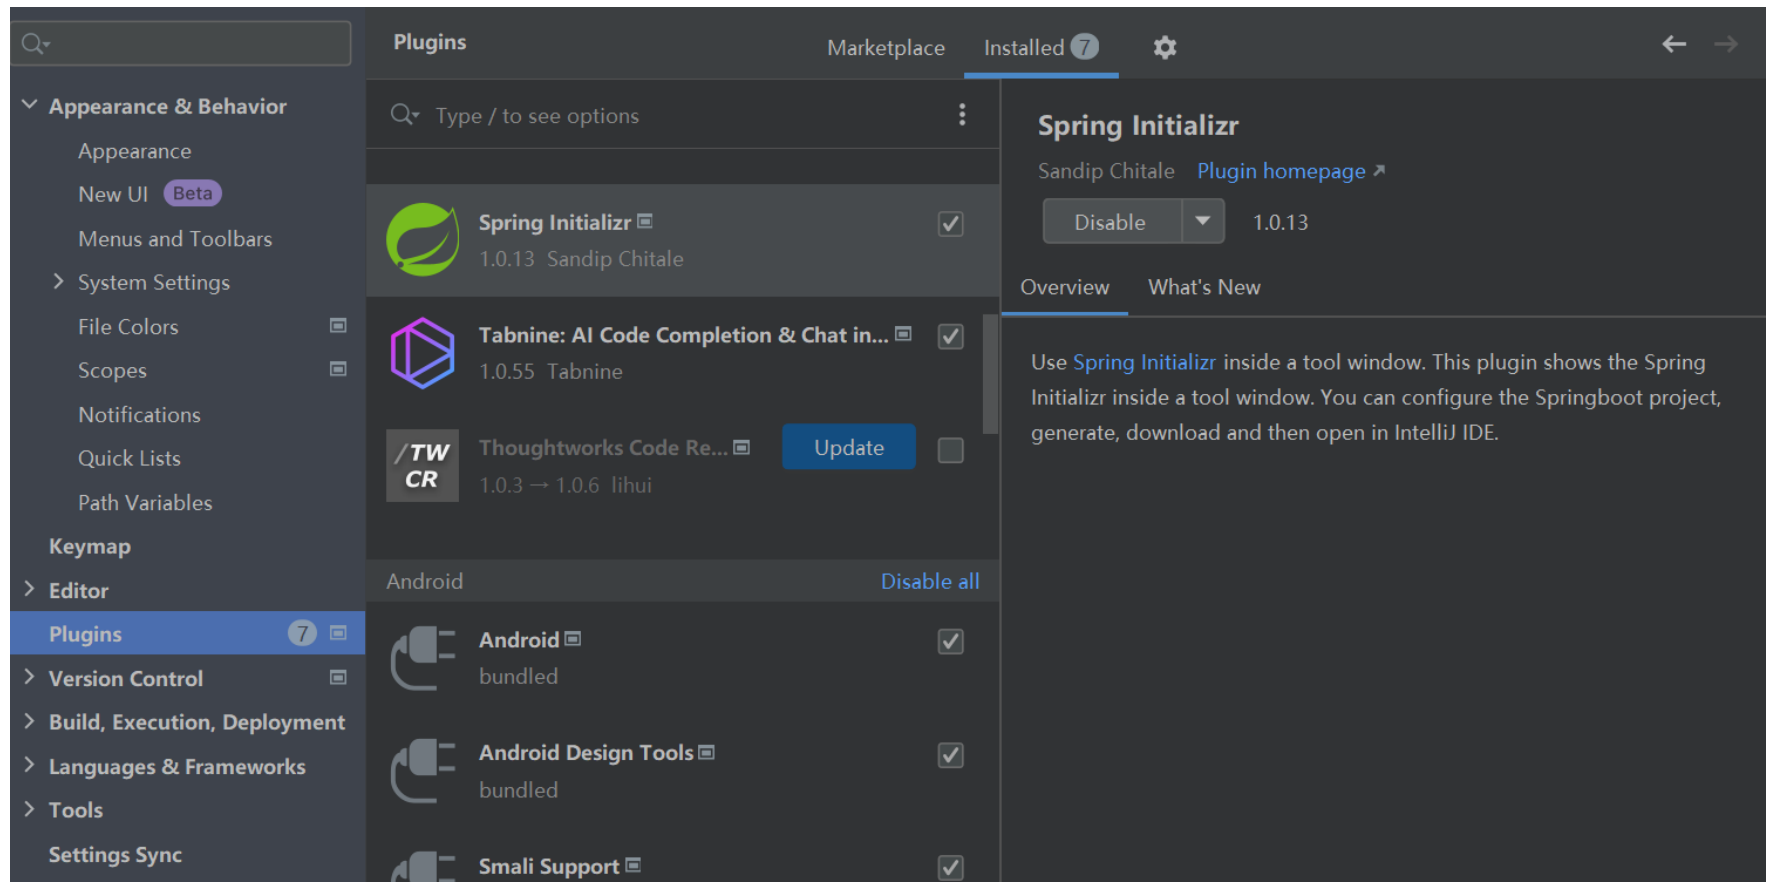 Appearance & Behavior
Appearance
New UI Beta
Menus and Toolbars
System Settings
File Colors
Scopes
Notifications
Quick Lists
Path Variables
Keymap
Editor
Plugins 7
Version Control
Build, Execution, Deployment
Languages & Frameworks
Tools
Settings Sync
Plugins
Marketplace
Installed 7
Type / to see options
Spring Initializr
1.0.13 Sandip Chitale
Tabnine: AI Code Completion & Chat in...
1.0.55 Tabnine
/TW
CR
Thoughtworks Code Re...
Update
1.0.3 → 1.0.6 lihui
Android
Disable all
Android
bundled
Android Design Tools
bundled
Smali Support
Spring Initializr
Sandip Chitale Plugin homepage ↗
Disable
1.0.13
Overview
What's New
Use Spring Initializr inside a tool window. This plugin shows the Spring
Initializr inside a tool window. You can configure the Springboot project,
generate, download and then open in IntelliJ IDE.